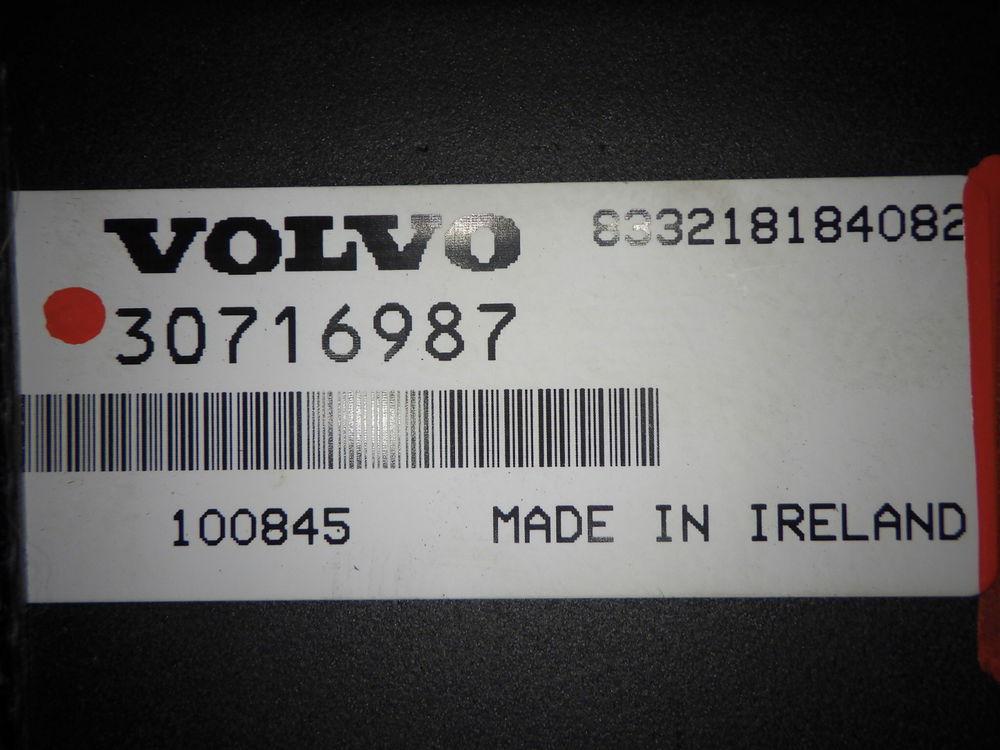 VOLVO 833218184082
30716987
100845 MADE IN IRELAND